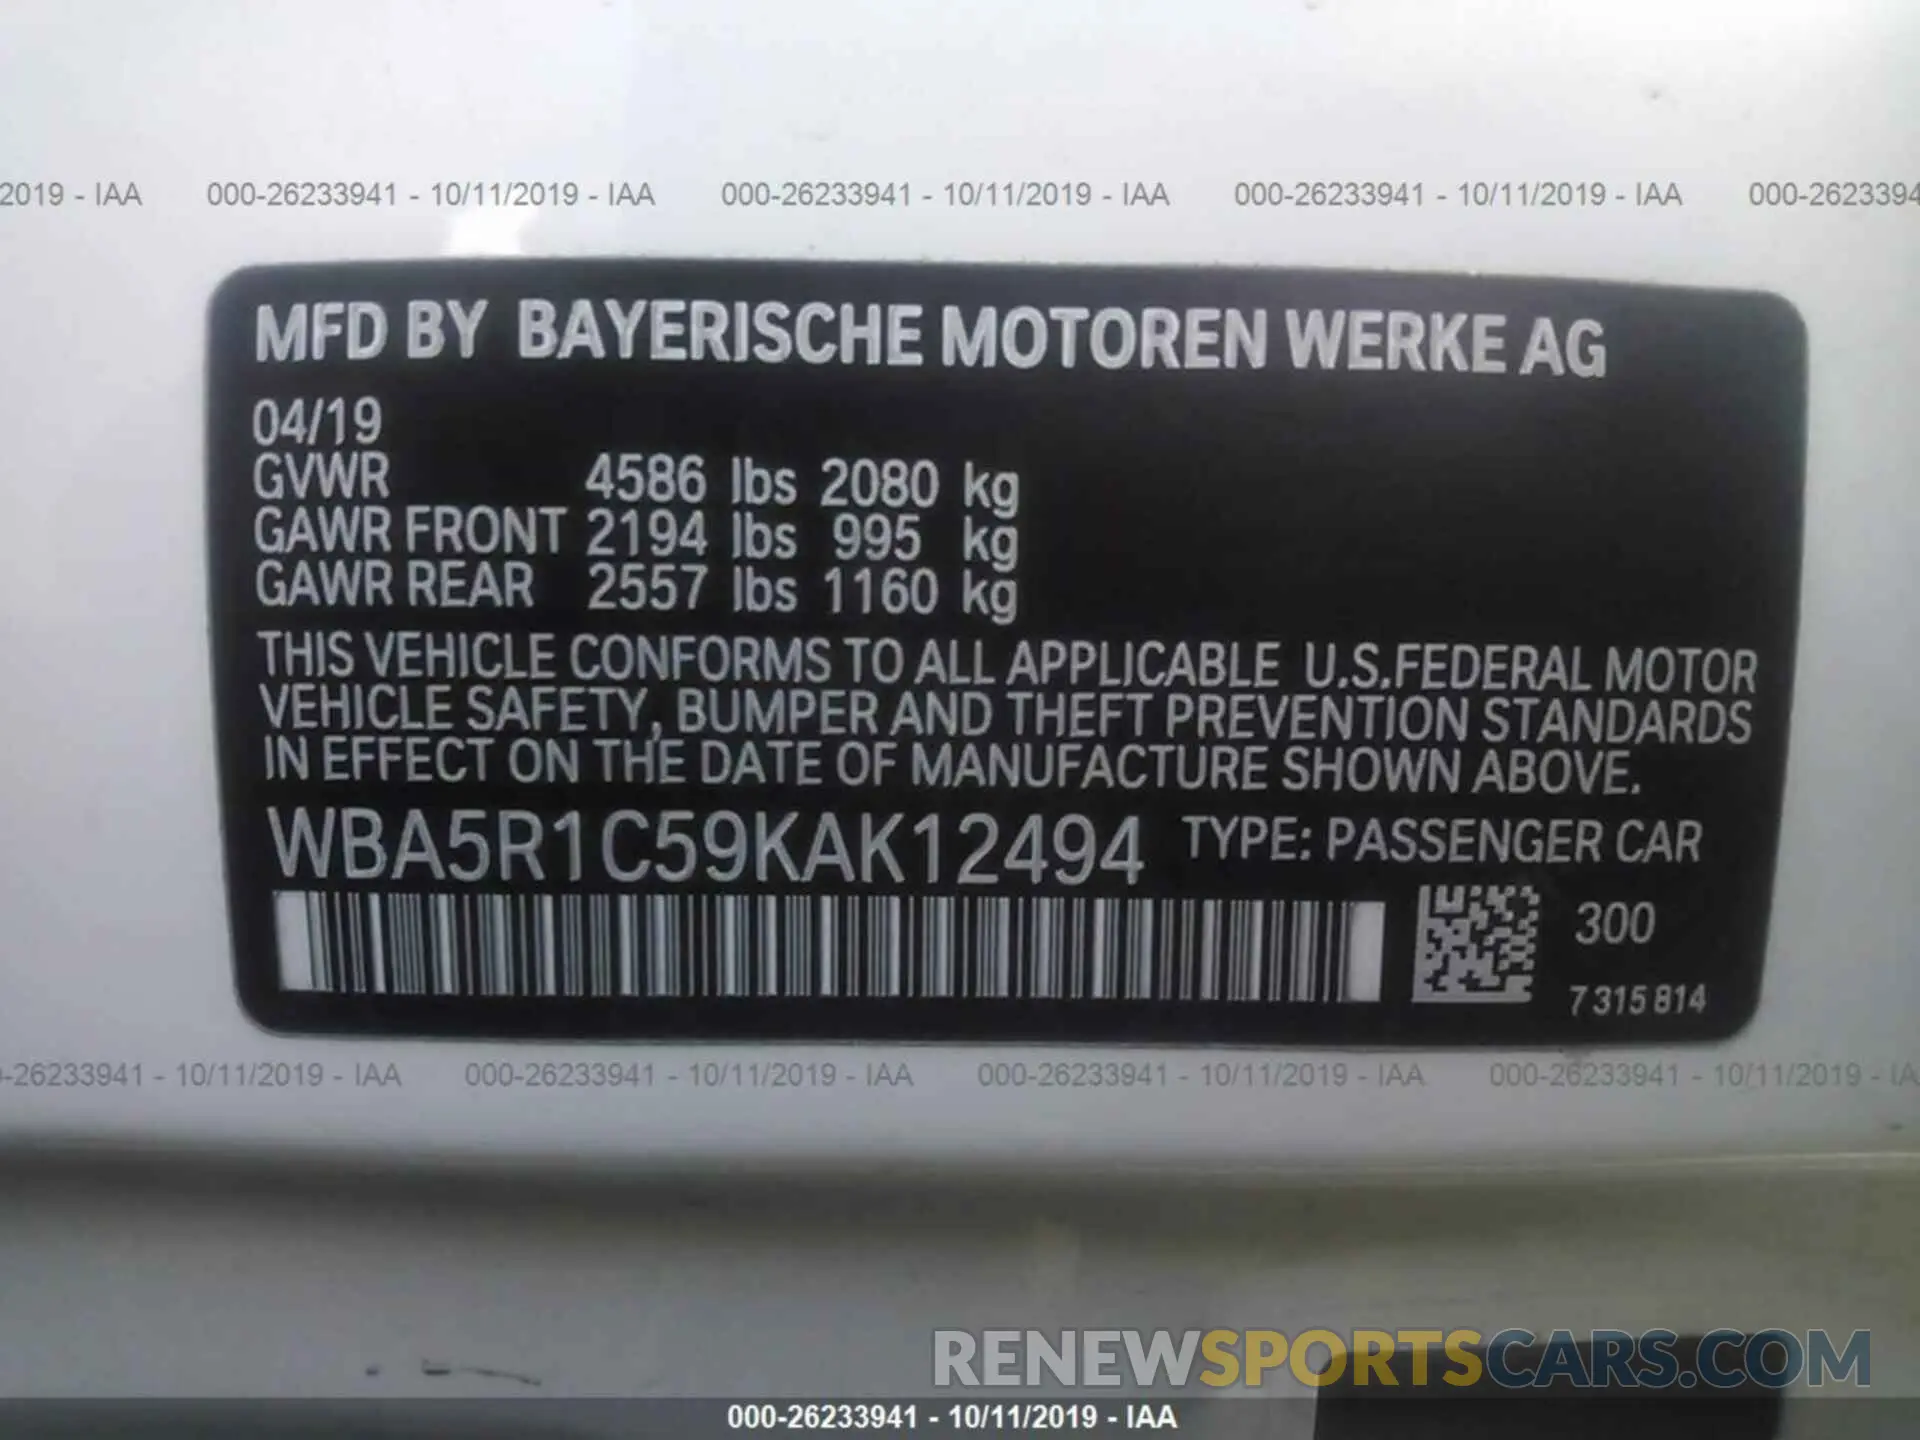 2019 - IAA 000-26233941 - 10/11/2019 - IAA 000-26233941 - 10/11/2019 - IAA 000-26233941 - 10/11/2019 - IAA 000-2623394
MFD BY BAYERISCHE MOTOREN WERKE AG
04/19
GVWR 4586 lbs 2080 kg
GAWR FRONT 2194 lbs 995 kg
GAWR REAR 2557 lbs 1160 kg
THIS VEHICLE CONFORMS TO ALL APPLICABLE U.S.FEDERAL MOTOR
VEHICLE SAFETY, BUMPER AND THEFT PREVENTION STANDARDS
IN EFFECT ON THE DATE OF MANUFACTURE SHOWN ABOVE.
WBA5R1C59KAK12494 TYPE: PASSENGER CAR
300
7 315 814
-26233941 - 10/11/2019 - IAA 000-26233941 - 10/11/2019 - IAA 000-26233941 - 10/11/2019 - IAA 000-26233941 - 10/11/2019 - IA
RENEWSPORTSCARS.COM
000-26233941 - 10/11/2019 - IAA